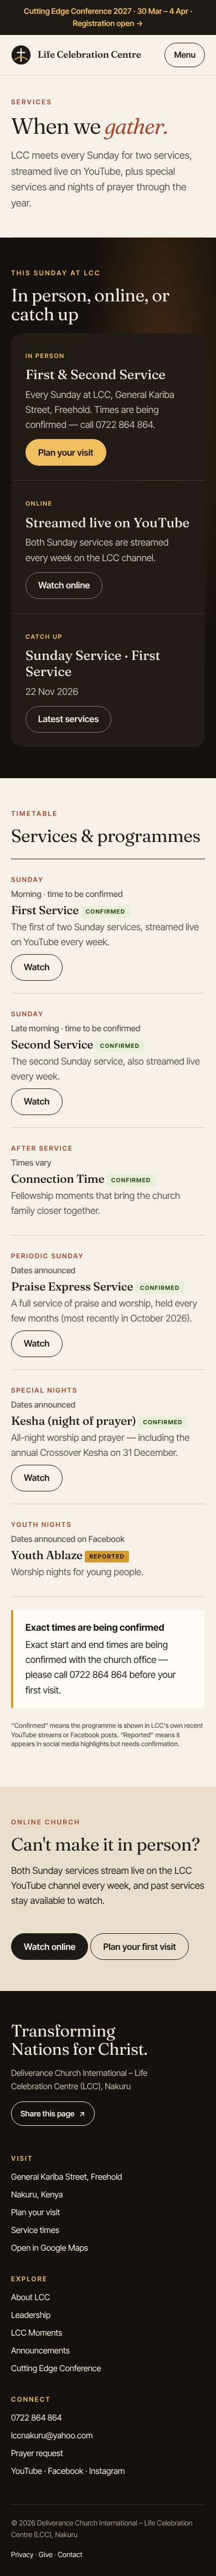 Cutting Edge Conference 2027 · 30 Mar – 4 Apr ·
Registration open →
Life Celebration Centre
Menu
SERVICES
When we gather.
LCC meets every Sunday for two services,
streamed live on YouTube, plus special
services and nights of prayer through the
year.
THIS SUNDAY AT LCC
In person, online, or
catch up
IN PERSON
First & Second Service
Every Sunday at LCC, General Kariba
Street, Freehold. Times are being
confirmed — call 0722 864 864.
Plan your visit
ONLINE
Streamed live on YouTube
Both Sunday services are streamed
every week on the LCC channel.
Watch online
CATCH UP
Sunday Service · First
Service
22 Nov 2026
Latest services
TIMETABLE
Services & programmes
SUNDAY
Morning · time to be confirmed
First Service CONFIRMED
The first of two Sunday services, streamed live
on YouTube every week.
Watch
SUNDAY
Late morning · time to be confirmed
Second Service CONFIRMED
The second Sunday service, also streamed live
every week.
Watch
AFTER SERVICE
Times vary
Connection Time CONFIRMED
Fellowship moments that bring the church
family closer together.
PERIODIC SUNDAY
Dates announced
Praise Express Service CONFIRMED
A full service of praise and worship, held every
few months (most recently in October 2026).
Watch
SPECIAL NIGHTS
Dates announced
Kesha (night of prayer) CONFIRMED
All-night worship and prayer — including the
annual Crossover Kesha on 31 December.
Watch
YOUTH NIGHTS
Dates announced on Facebook
Youth Ablaze REPORTED
Worship nights for young people.
Exact times are being confirmed
Exact start and end times are being
confirmed with the church office —
please call 0722 864 864 before your
first visit.
"Confirmed" means the programme is shown in LCC's own recent
YouTube streams or Facebook posts. "Reported" means it
appears in social media highlights but needs confirmation.
ONLINE CHURCH
Can't make it in person?
Both Sunday services stream live on the LCC
YouTube channel every week, and past services
stay available to watch.
Watch online
Plan your first visit
Transforming
Nations for Christ.
Deliverance Church International – Life
Celebration Centre (LCC), Nakuru
Share this page ↗
VISIT
General Kariba Street, Freehold
Nakuru, Kenya
Plan your visit
Service times
Open in Google Maps
EXPLORE
About LCC
Leadership
LCC Moments
Announcements
Cutting Edge Conference
CONNECT
0722 864 864
lccnakuru@yahoo.com
Prayer request
YouTube · Facebook · Instagram
© 2026 Deliverance Church International – Life Celebration
Centre (LCC), Nakuru
Privacy · Give · Contact